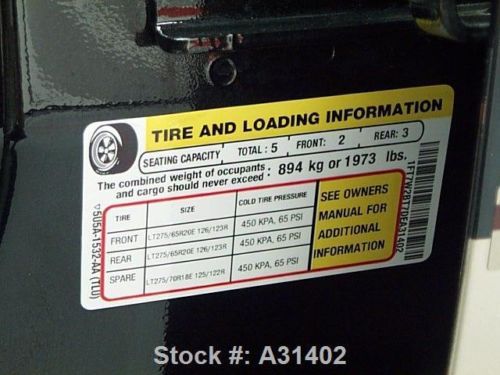 TIRE AND LOADING INFORMATION
SEATING CAPACITY TOTAL : 5 FRONT: 2 REAR: 3
The combined weight of occupants
and cargo should never exceed : 894 kg or 1973 lbs.
TIRE SIZE COLD TIRE PRESSURE
FRONT LT275/65R20E 126/123R 450 KPA, 65 PSI
REAR LT275/65R20E 126/123R 450 KPA, 65 PSI
SPARE LT275/70R18E 125/122R 450 KPA, 65 PSI
SEE OWNERS
MANUAL FOR
ADDITIONAL
INFORMATION
Stock #: A31402